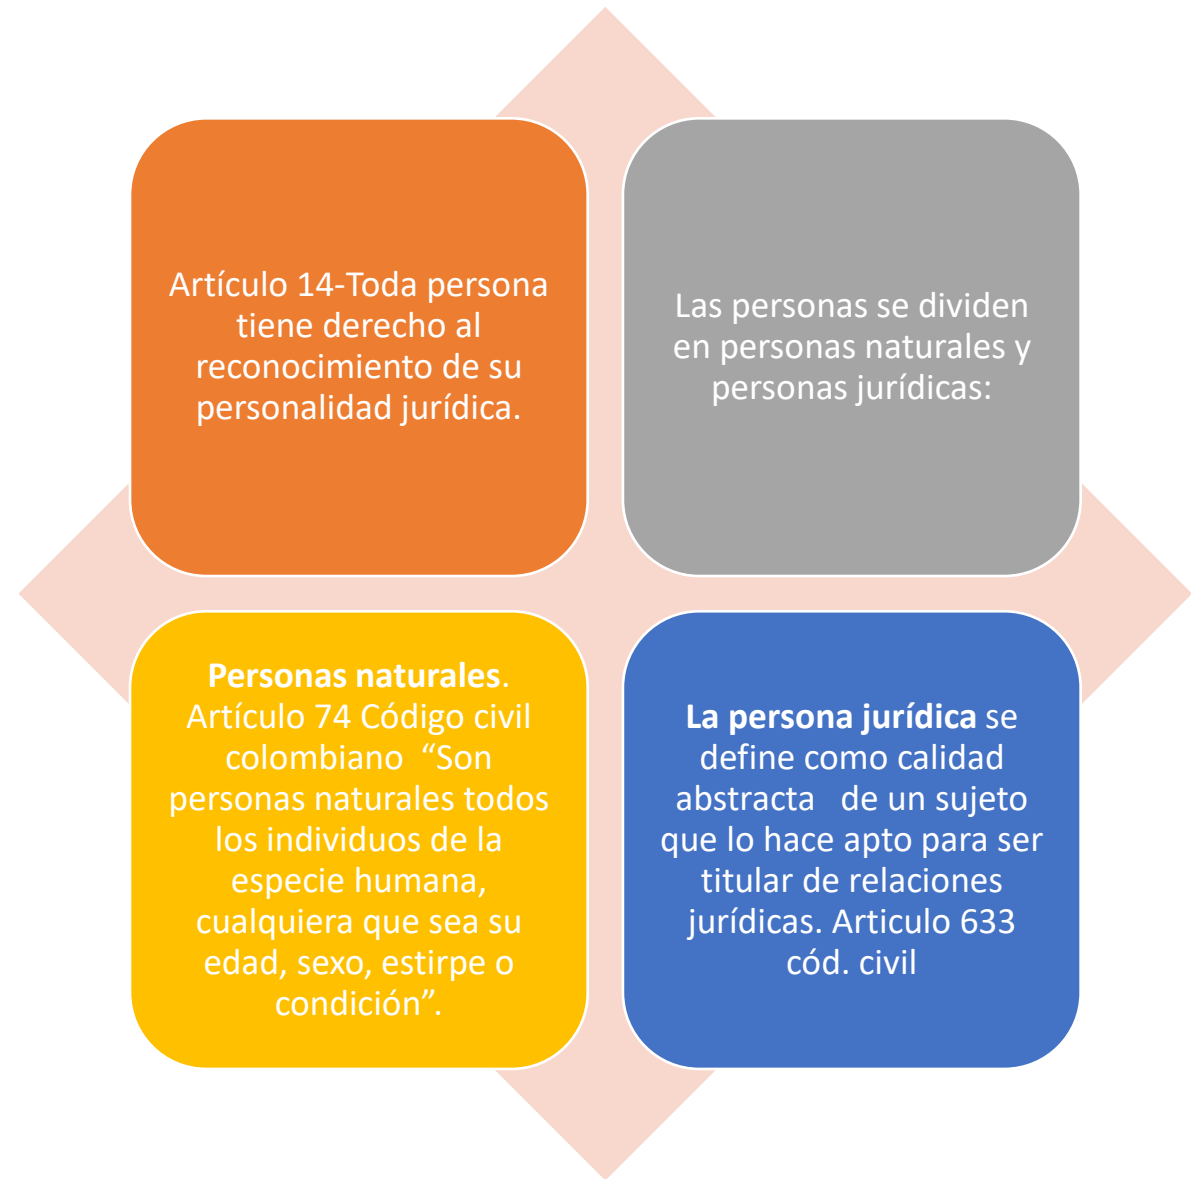 Artículo 14-Toda persona
tiene derecho al
reconocimiento de su
personalidad jurídica.
Las personas se dividen
en personas naturales y
personas jurídicas:
Personas naturales.
Artículo 74 Código civil
colombiano  “Son
personas naturales todos
los individuos de la
especie humana,
cualquiera que sea su
edad, sexo, estirpe o
condición”.
La persona jurídica se
define como calidad
abstracta   de un sujeto
que lo hace apto para ser
titular de relaciones
jurídicas. Articulo 633
cód. civil